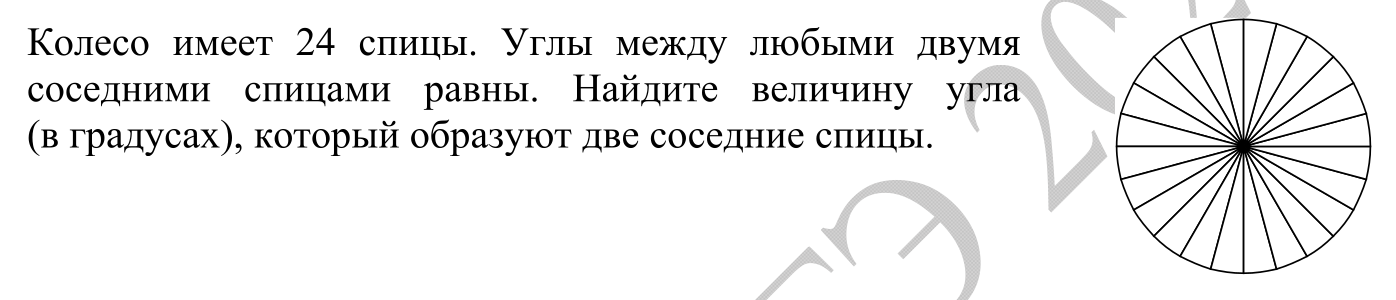 Колесо имеет 24 спицы. Углы между любыми двумя
соседними спицами равны. Найдите величину угла
(в градусах), который образуют две соседние спицы.